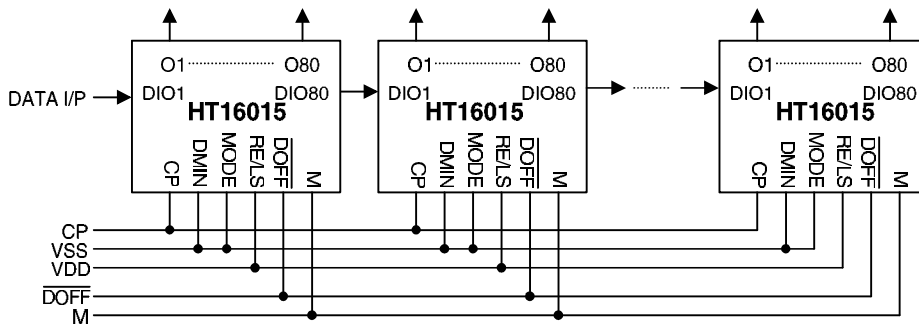 O1 ........ O80 O1 ........ O80 O1 ........ O80
DATA I/P DIO1 DIO80 DIO1 DIO80 ........ DIO1 DIO80
HT16015 HT16015 HT16015
CP DMIN MODE RE/LS DOFF M CP DMIN MODE RE/LS DOFF M CP DMIN MODE RE/LS DOFF M
CP
VSS
VDD
DOFF
M